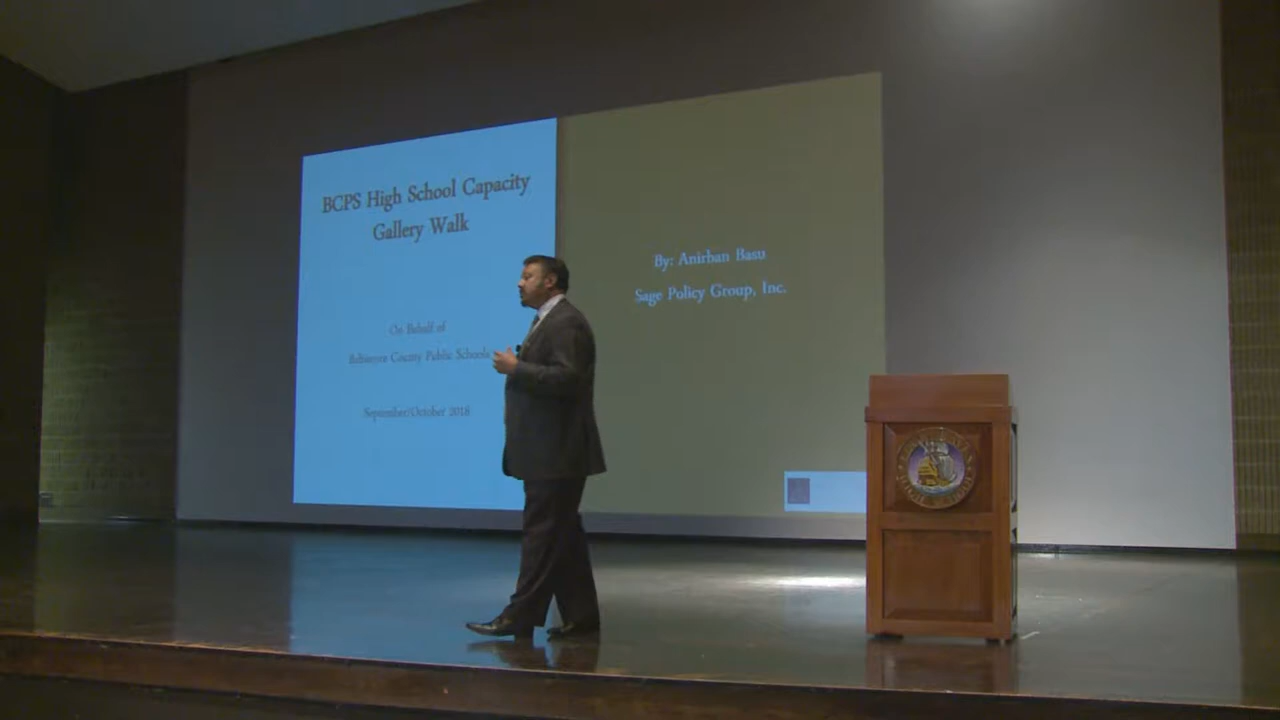 BCPS High School Capacity
Gallery Walk
On Behalf of
Baltimore County Public Schools
September/October 2018
By: Anirban Basu
Sage Policy Group, Inc.